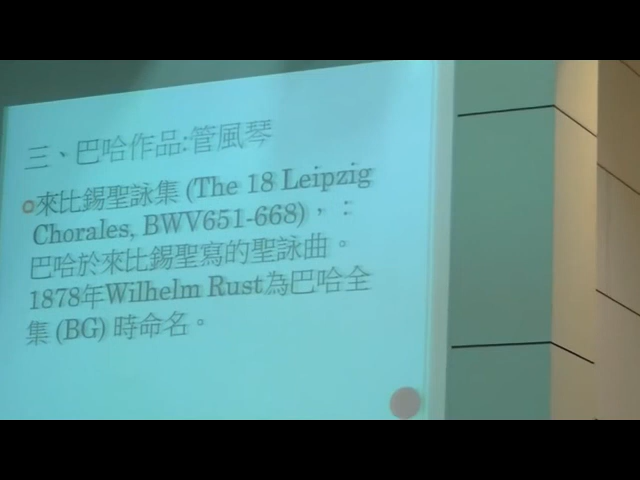 三、巴哈作品:管風琴
來比錫聖詠集 (The 18 Leipzig
Chorales, BWV651-668)，：
巴哈於來比錫聖寫的聖詠曲。
1878年Wilhelm Rust為巴哈全
集 (BG) 時命名。